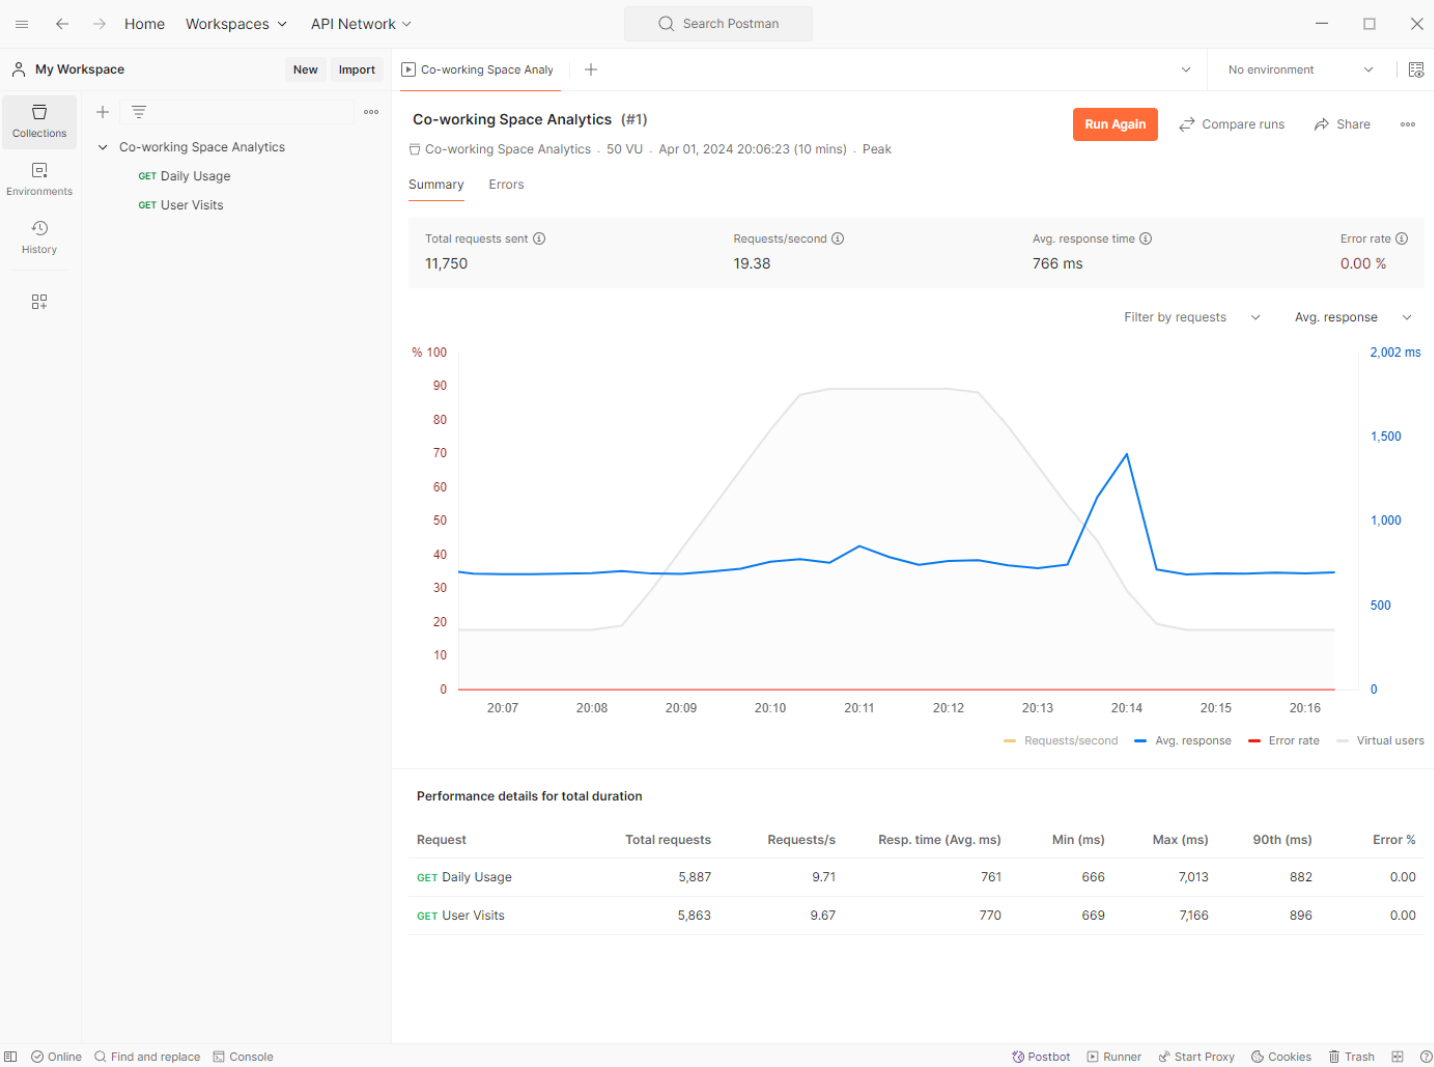 Home Workspaces API Network Search Postman
My Workspace New Import Co-working Space Analy No environment
Co-working Space Analytics (#1) Run Again Compare runs Share
Co-working Space Analytics . 50 VU . Apr 01, 2024 20:06:23 (10 mins) . Peak
Summary Errors
Collections
Environments
History
Co-working Space Analytics
GET Daily Usage
GET User Visits
Total requests sent Requests/second Avg. response time Error rate
11,750 19.38 766 ms 0.00 %
Filter by requests Avg. response
% 100 2,002 ms
90
80
1,500
70
60
50 1,000
40
30
500
20
10
0 0
20:07 20:08 20:09 20:10 20:11 20:12 20:13 20:14 20:15 20:16
Requests/second Avg. response Error rate Virtual users
Performance details for total duration
Request Total requests Requests/s Resp. time (Avg. ms) Min (ms) Max (ms) 90th (ms) Error %
GET Daily Usage 5,887 9.71 761 666 7,013 882 0.00
GET User Visits 5,863 9.67 770 669 7,166 896 0.00
Online Find and replace Console Postbot Runner Start Proxy Cookies Trash